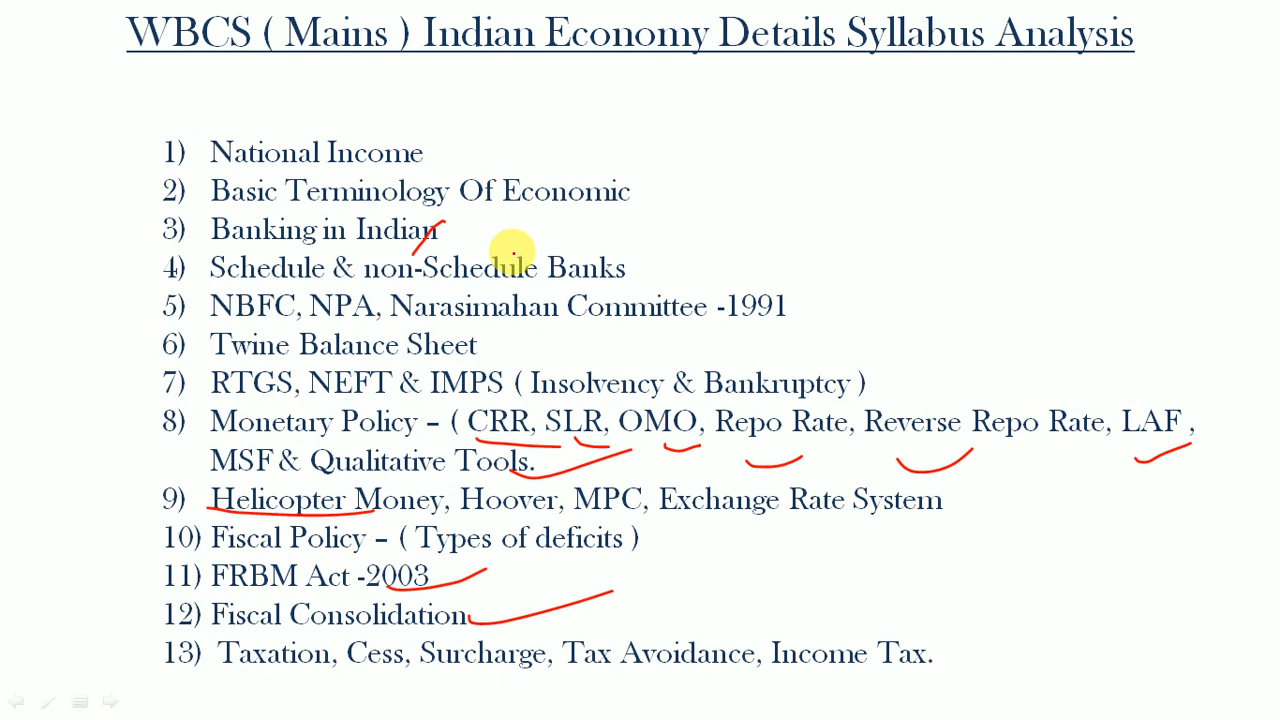 WBCS ( Mains ) Indian Economy Details Syllabus Analysis
1) National Income
2) Basic Terminology Of Economic
3) Banking in Indian
4) Schedule & non-Schedule Banks
5) NBFC, NPA, Narasimahan Committee -1991
6) Twine Balance Sheet
7) RTGS, NEFT & IMPS ( Insolvency & Bankruptcy )
8) Monetary Policy – ( CRR, SLR, OMO, Repo Rate, Reverse Repo Rate, LAF ,
MSF & Qualitative Tools.
9) Helicopter Money, Hoover, MPC, Exchange Rate System
10) Fiscal Policy – ( Types of deficits )
11) FRBM Act -2003
12) Fiscal Consolidation
13) Taxation, Cess, Surcharge, Tax Avoidance, Income Tax.